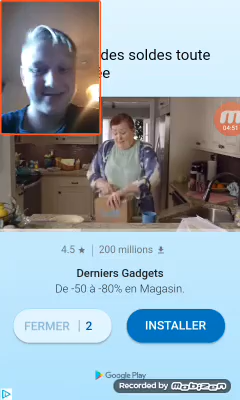 des soldes toute
ée
04:51
4.5 ★ | 200 millions
Derniers Gadgets
De -50 à -80% en Magasin.
FERMER | 2
INSTALLER
Google Play
Recorded by Mobizen